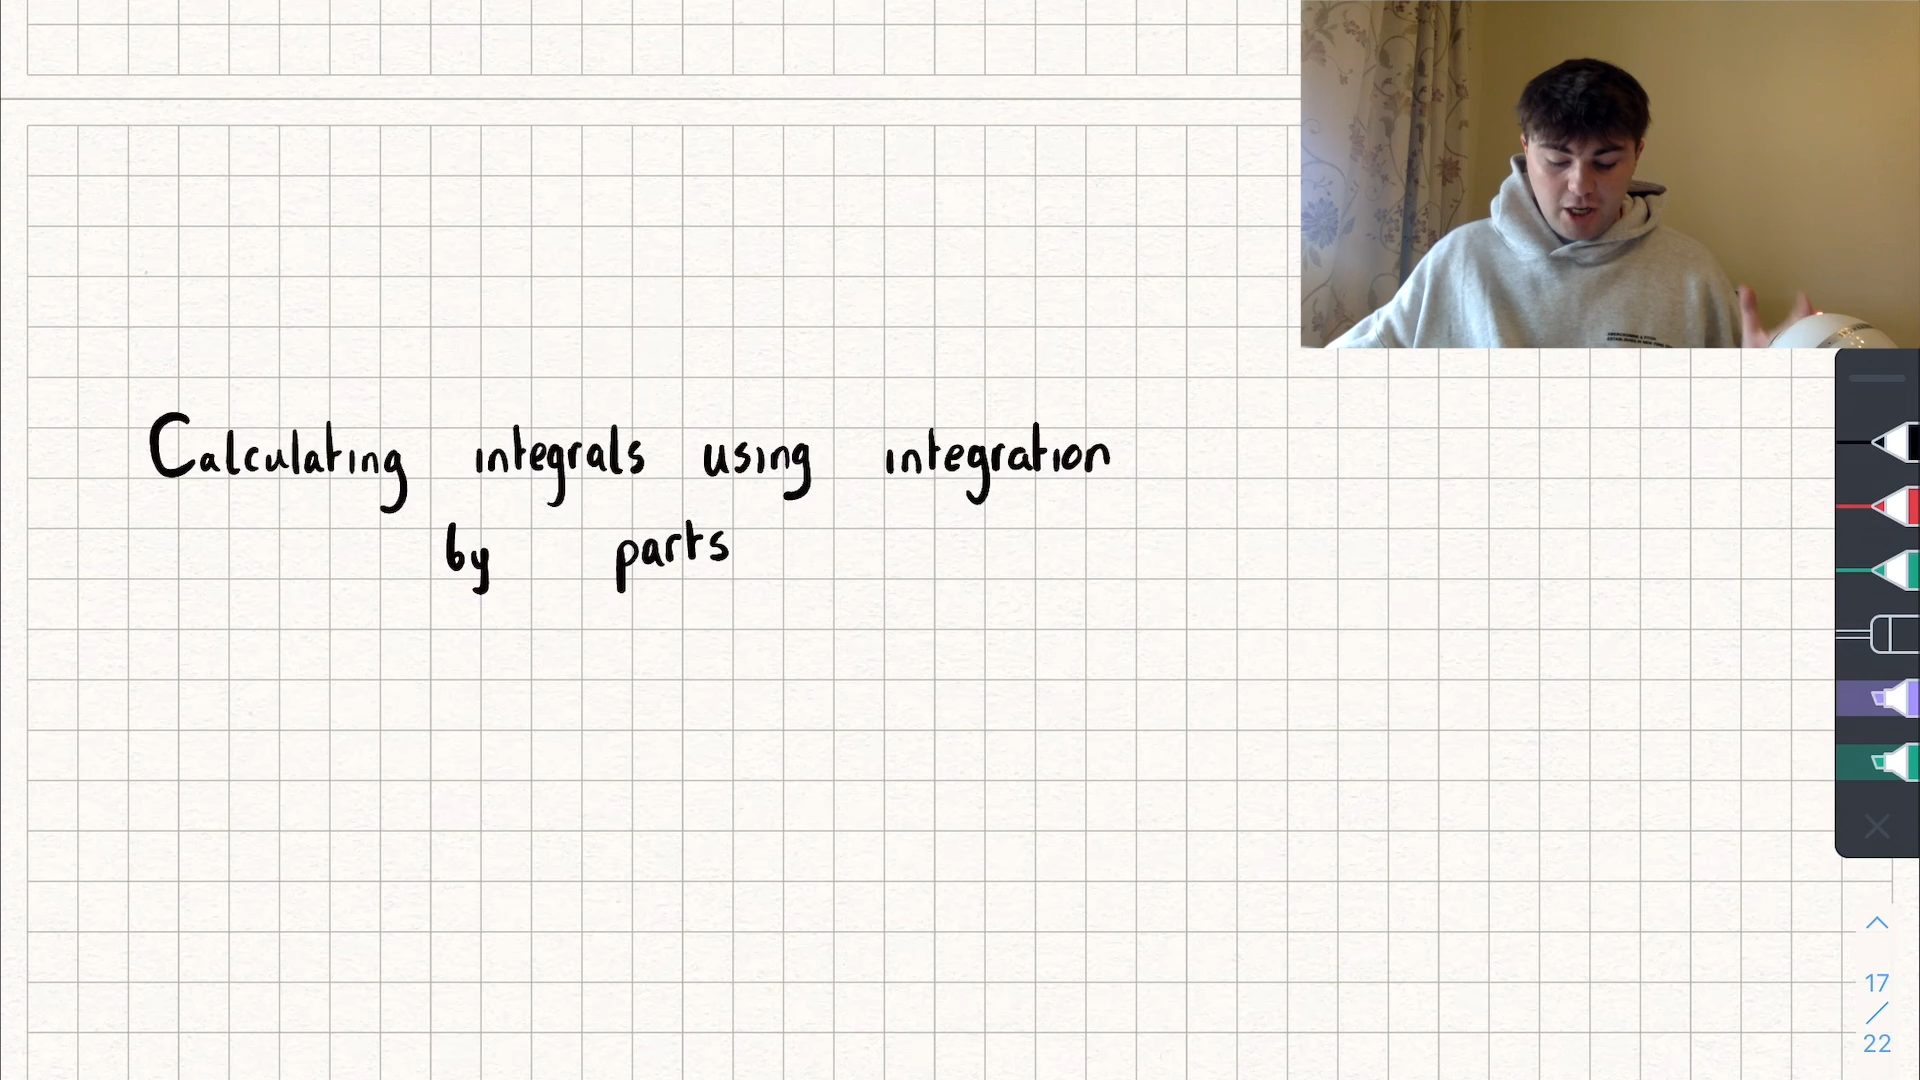 Calculating integrals using integration
by parts
17
/
22